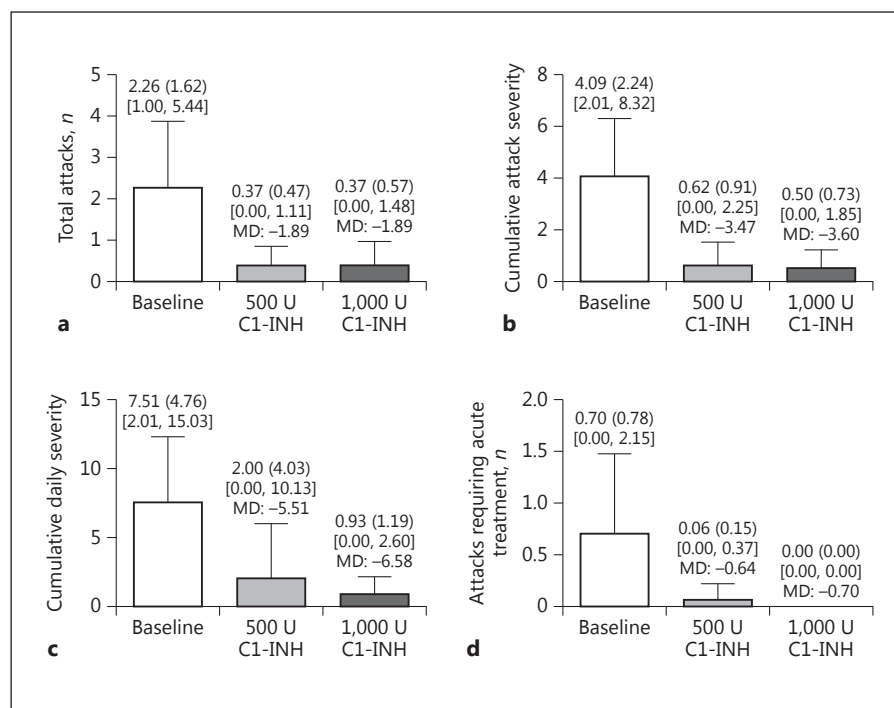 Total attacks, n
5
4
3
2
1
0
2.26 (1.62)
[1.00, 5.44]
0.37 (0.47)
[0.00, 1.11]
MD: –1.89
0.37 (0.57)
[0.00, 1.48]
MD: –1.89
Baseline
500 U
C1-INH
1,000 U
C1-INH
a
Cumulative attack severity
8
6
4
2
0
4.09 (2.24)
[2.01, 8.32]
0.62 (0.91)
[0.00, 2.25]
MD: –3.47
0.50 (0.73)
[0.00, 1.85]
MD: –3.60
Baseline
500 U
C1-INH
1,000 U
C1-INH
b
Cumulative daily severity
15
10
5
0
7.51 (4.76)
[2.01, 15.03]
2.00 (4.03)
[0.00, 10.13]
MD: –5.51
0.93 (1.19)
[0.00, 2.60]
MD: –6.58
Baseline
500 U
C1-INH
1,000 U
C1-INH
c
Attacks requiring acute
treatment, n
2.0
1.5
1.0
0.5
0
0.70 (0.78)
[0.00, 2.15]
0.06 (0.15)
[0.00, 0.37]
MD: –0.64
0.00 (0.00)
[0.00, 0.00]
MD: –0.70
Baseline
500 U
C1-INH
1,000 U
C1-INH
d